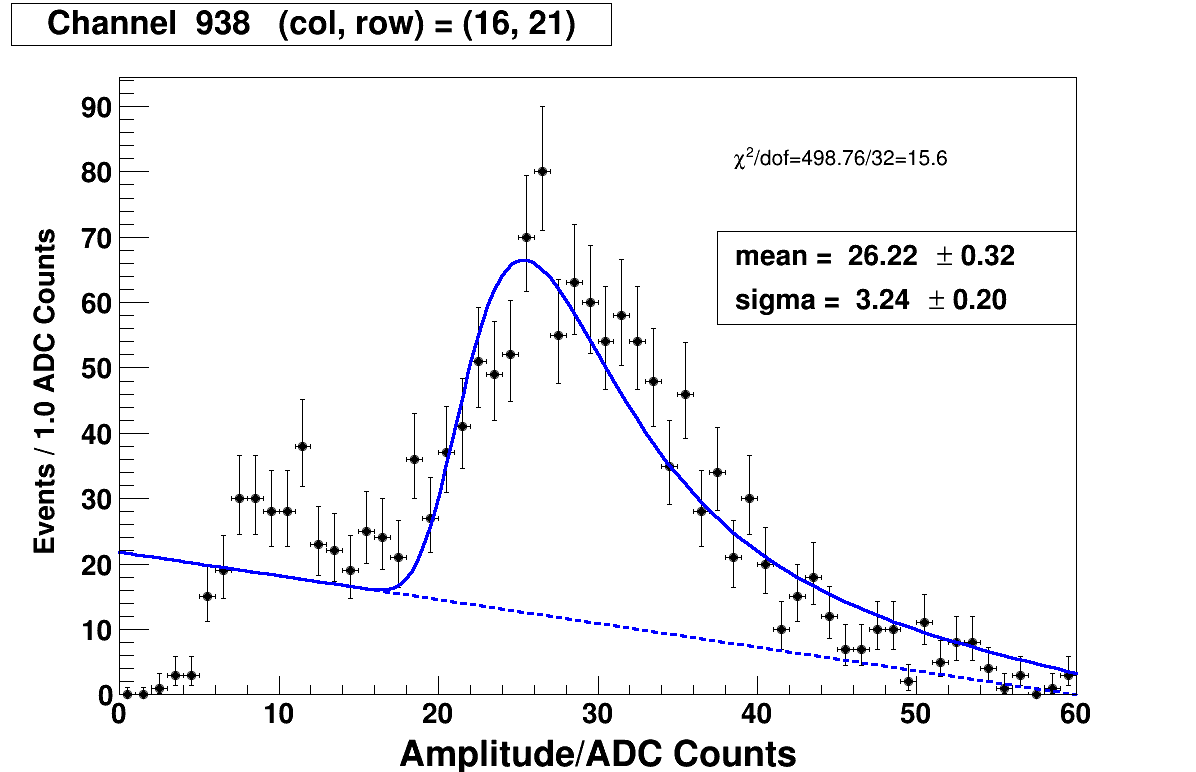 Channel 938 (col, row) = (16, 21)
χ²/dof=498.76/32=15.6
mean = 26.22 ± 0.32
sigma = 3.24 ± 0.20
Events / 1.0 ADC Counts
90
80
70
60
50
40
30
20
10
0
0 10 20 30 40 50 60
Amplitude/ADC Counts